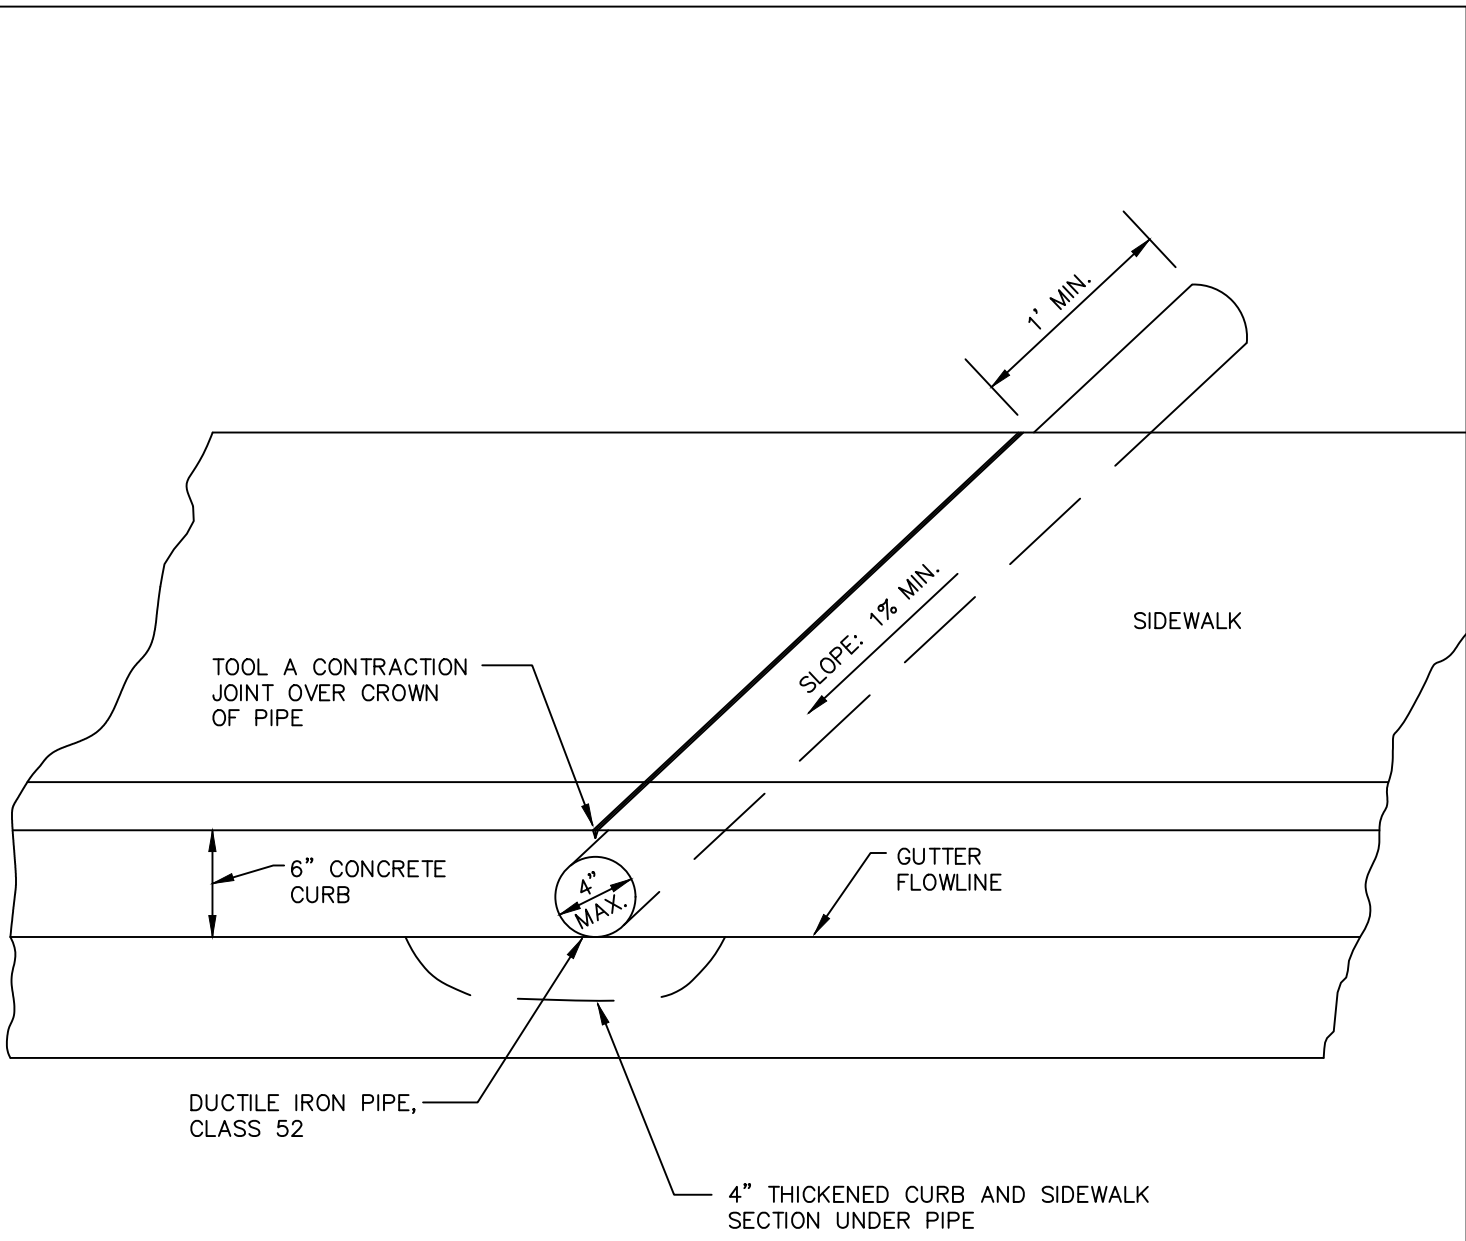 1' MIN.
SLOPE: 1% MIN.
SIDEWALK
TOOL A CONTRACTION
JOINT OVER CROWN
OF PIPE
6" CONCRETE
CURB
4"
MAX.
GUTTER
FLOWLINE
DUCTILE IRON PIPE,
CLASS 52
4" THICKENED CURB AND SIDEWALK
SECTION UNDER PIPE